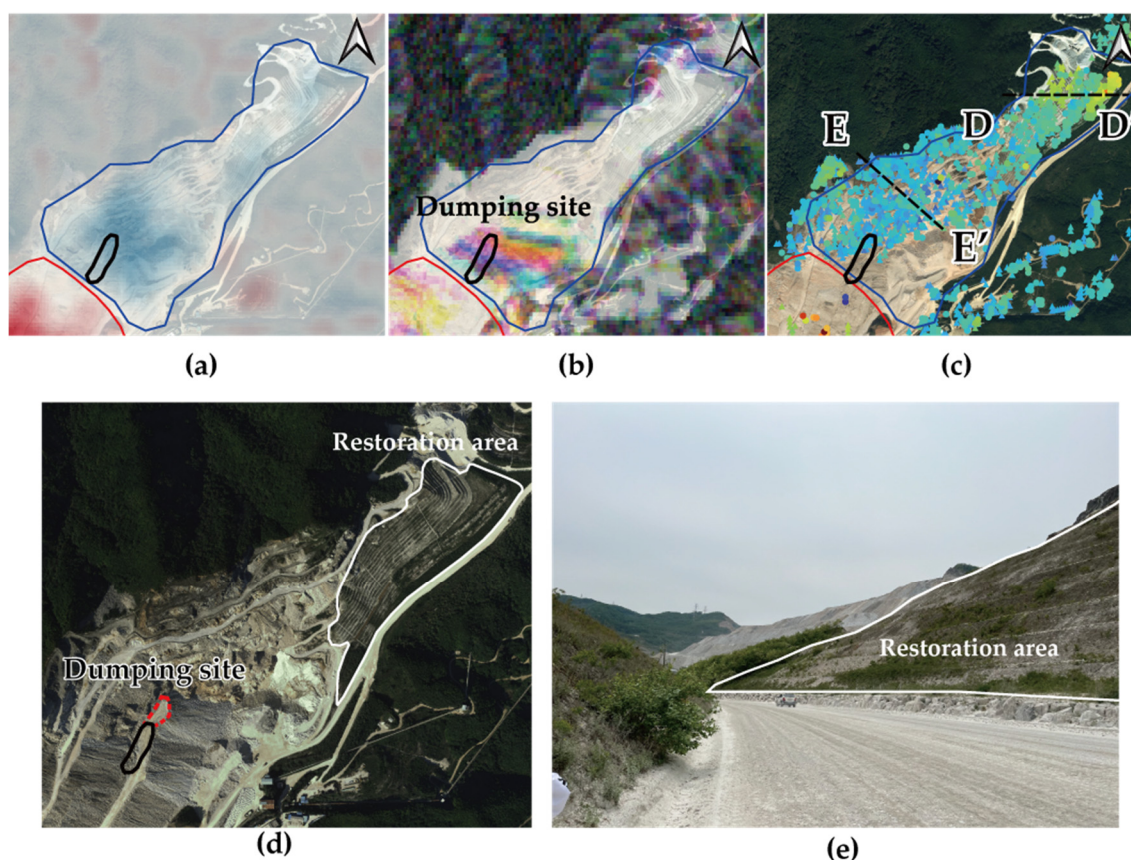 Dumping site
E
D
D
E′
(a)
(b)
(c)
Restoration area
Dumping site
Restoration area
(d)
(e)